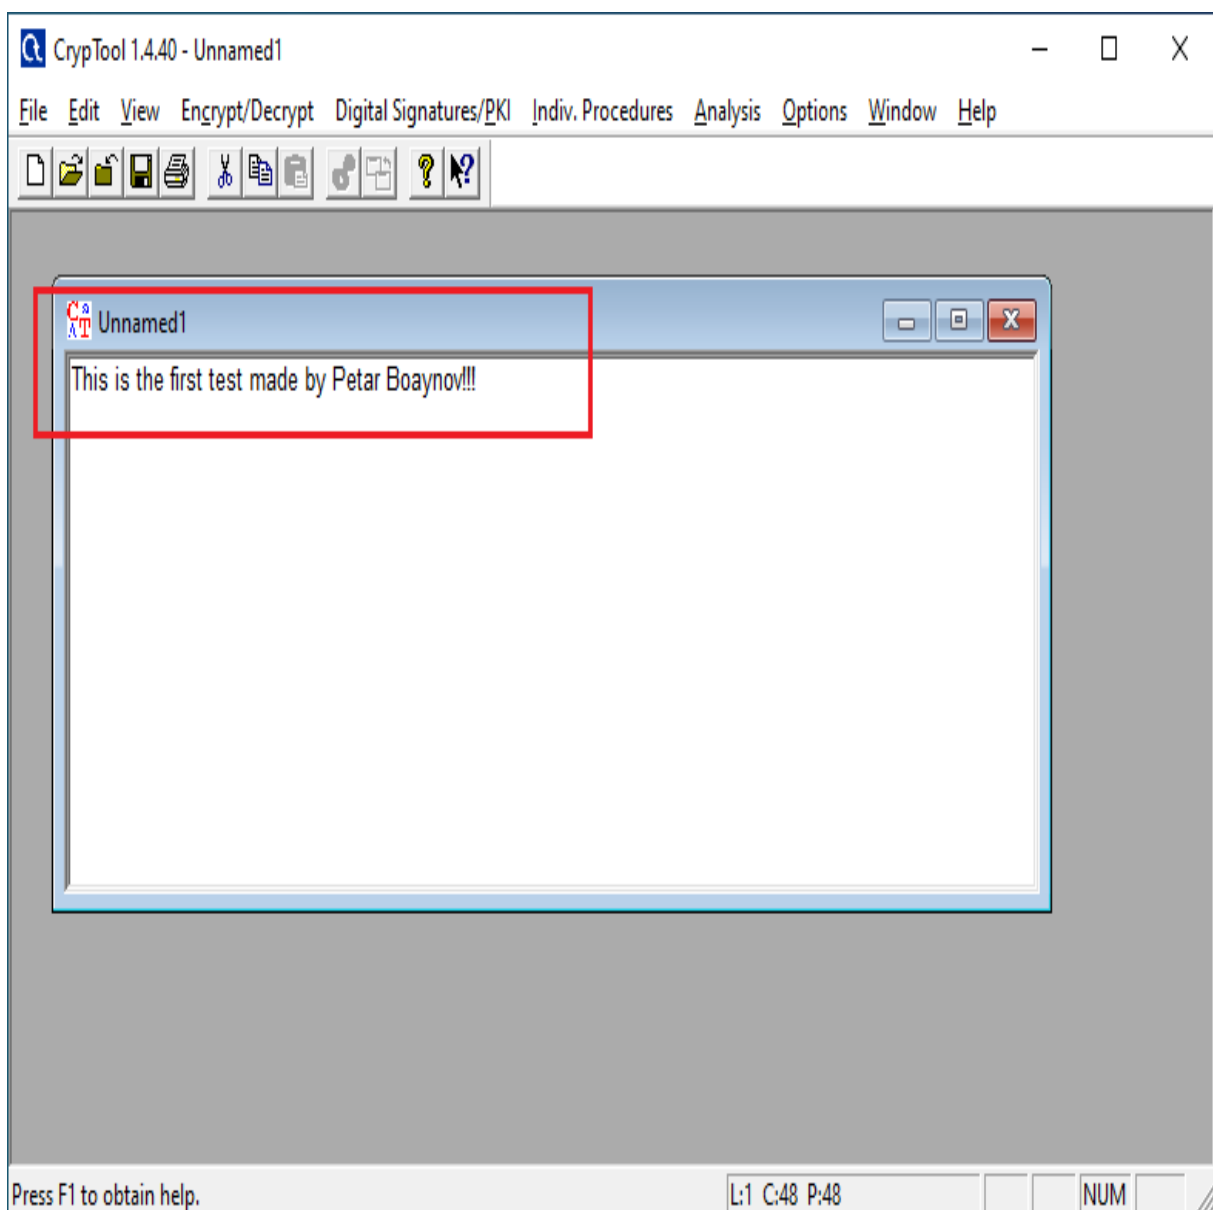 CrypTool 1.4.40 - Unnamed1
File Edit View Encrypt/Decrypt Digital Signatures/PKI Indiv. Procedures Analysis Options Window Help
Unnamed1
This is the first test made by Petar Boaynov!!!
Press F1 to obtain help. L:1 C:48 P:48 NUM